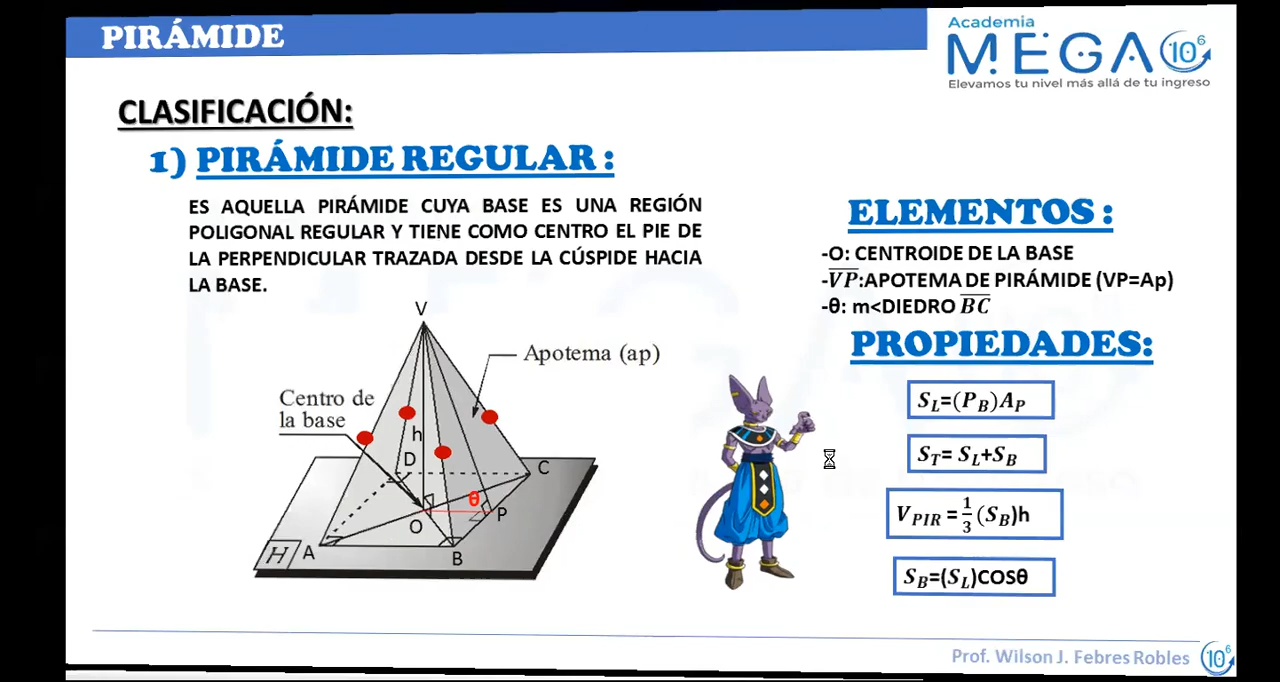 PIRÁMIDE
Academia
MEGA 10⁶
Elevamos tu nivel más allá de tu ingreso
CLASIFICACIÓN:
1) PIRÁMIDE REGULAR :
ES AQUELLA PIRÁMIDE CUYA BASE ES UNA REGIÓN
POLIGONAL REGULAR Y TIENE COMO CENTRO EL PIE DE
LA PERPENDICULAR TRAZADA DESDE LA CÚSPIDE HACIA
LA BASE.
ELEMENTOS :
-O: CENTROIDE DE LA BASE
-V̅P̅:APOTEMA DE PIRÁMIDE (VP=Ap)
-θ: m<DIEDRO B̅C̅
PROPIEDADES:
S_L=(P_B)A_P
S_T= S_L+S_B
V_PIR =1/3 (S_B)h
S_B=(S_L)COSθ
V
Apotema (ap)
Centro de
la base
h
D
C
θ
O
P
H
A
B
Prof. Wilson J. Febres Robles
10⁶